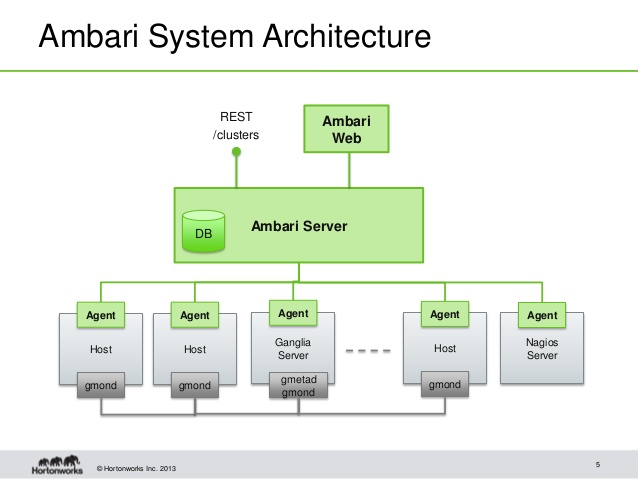 Ambari System Architecture
REST
/clusters
Ambari
Web
DB
Ambari Server
Agent
Agent
Agent
Agent
Agent
Host
Host
Ganglia
Server
Host
Nagios
Server
gmond
gmond
gmetad
gmond
gmond
Hortonworks
© Hortonworks Inc. 2013
5